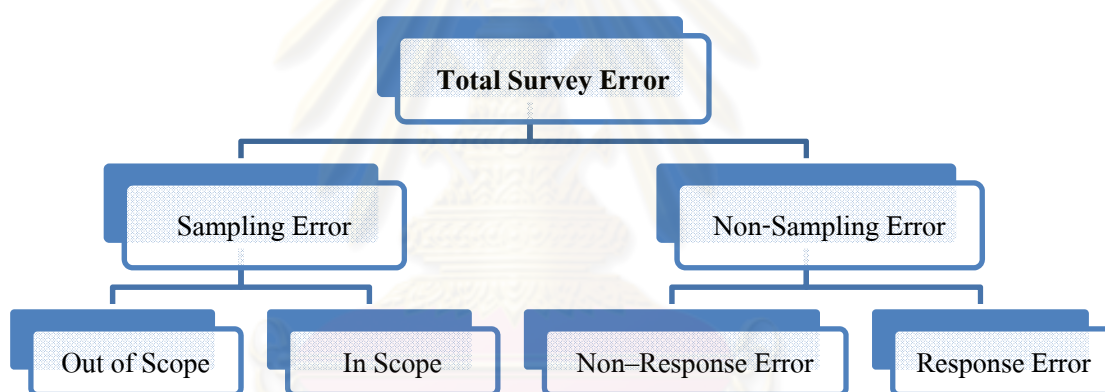 Total Survey Error
Sampling Error
Non-Sampling Error
Out of Scope
In Scope
Non–Response Error
Response Error